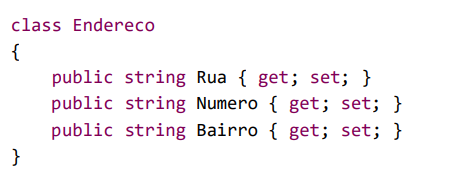 class Endereco
{
public string Rua { get; set; }
public string Numero { get; set; }
public string Bairro { get; set; }
}